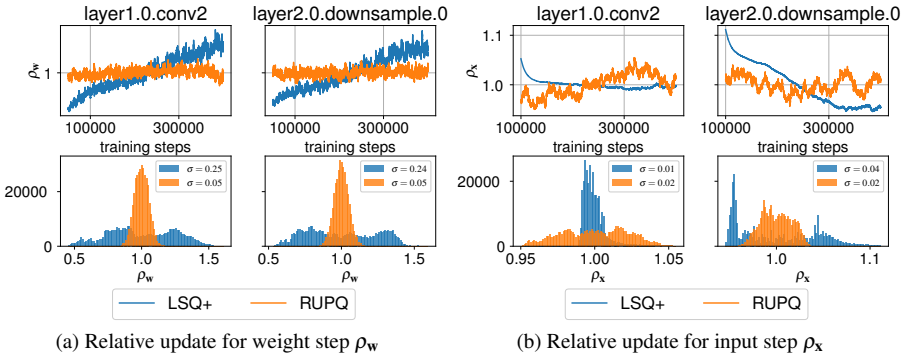 layer1.0.conv2
layer2.0.downsample.0
layer1.0.conv2
layer2.0.downsample.0
ρw
1
ρx
1.1
1.0
100000
300000
100000
300000
100000
300000
100000
300000
training steps
training steps
training steps
training steps
20000
0
σ = 0.25
σ = 0.05
σ = 0.24
σ = 0.05
20000
0
σ = 0.01
σ = 0.02
σ = 0.04
σ = 0.02
0.5
1.0
1.5
0.5
1.0
1.5
0.95
1.00
1.05
1.0
1.1
ρw
ρw
ρx
ρx
LSQ+
RUPQ
LSQ+
RUPQ
(a) Relative update for weight step ρw
(b) Relative update for input step ρx